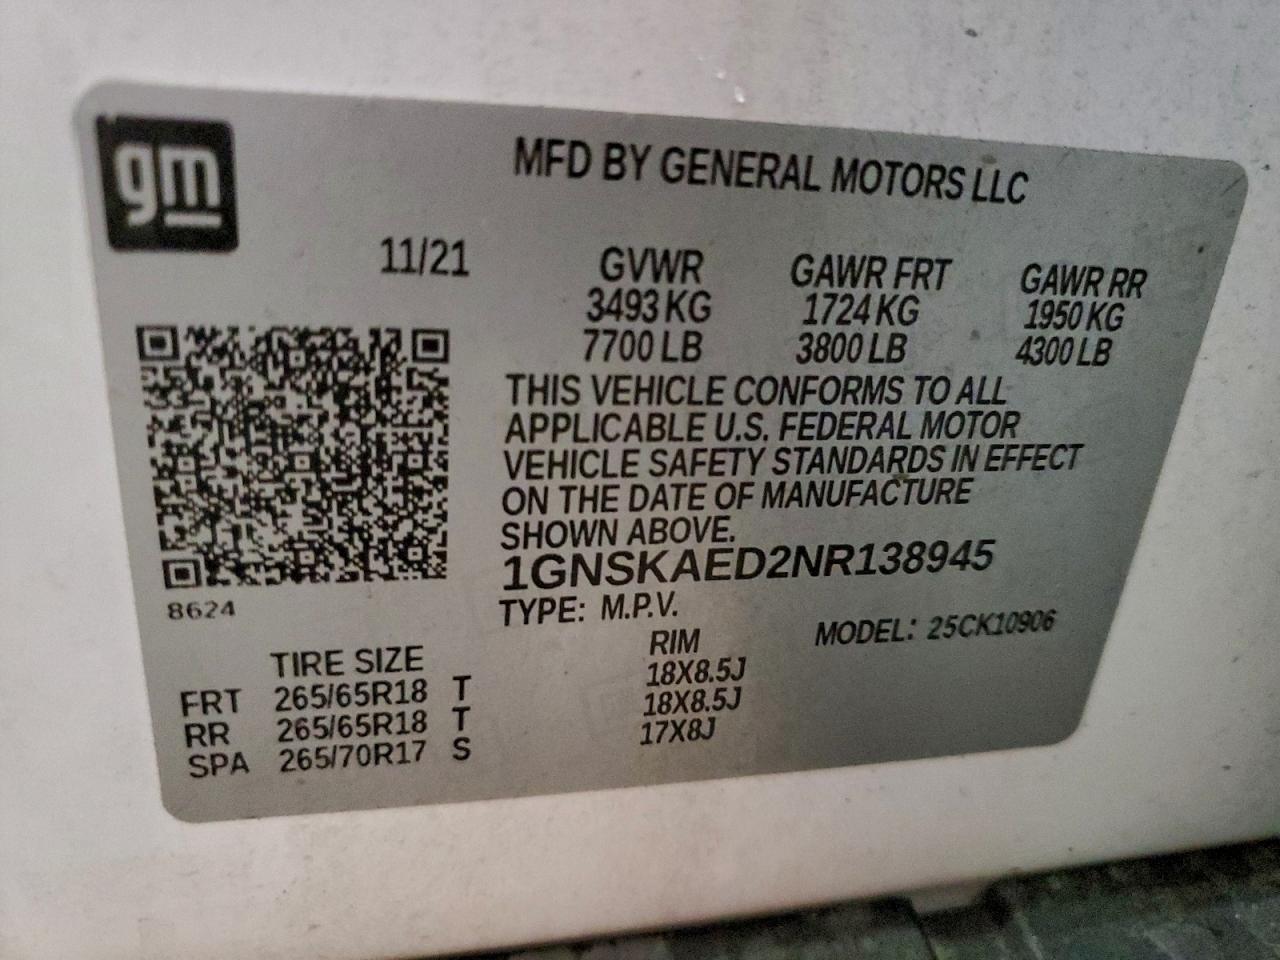 gm
MFD BY GENERAL MOTORS LLC
11/21 GVWR GAWR FRT GAWR RR
3493 KG 1724 KG 1950 KG
7700 LB 3800 LB 4300 LB
THIS VEHICLE CONFORMS TO ALL
APPLICABLE U.S. FEDERAL MOTOR
VEHICLE SAFETY STANDARDS IN EFFECT
ON THE DATE OF MANUFACTURE
SHOWN ABOVE.
1GNSKAED2NR138945
8624
TYPE: M.P.V. MODEL: 25CK10906
TIRE SIZE RIM
FRT 265/65R18 T 18X8.5J
RR 265/65R18 T 18X8.5J
SPA 265/70R17 S 17X8J